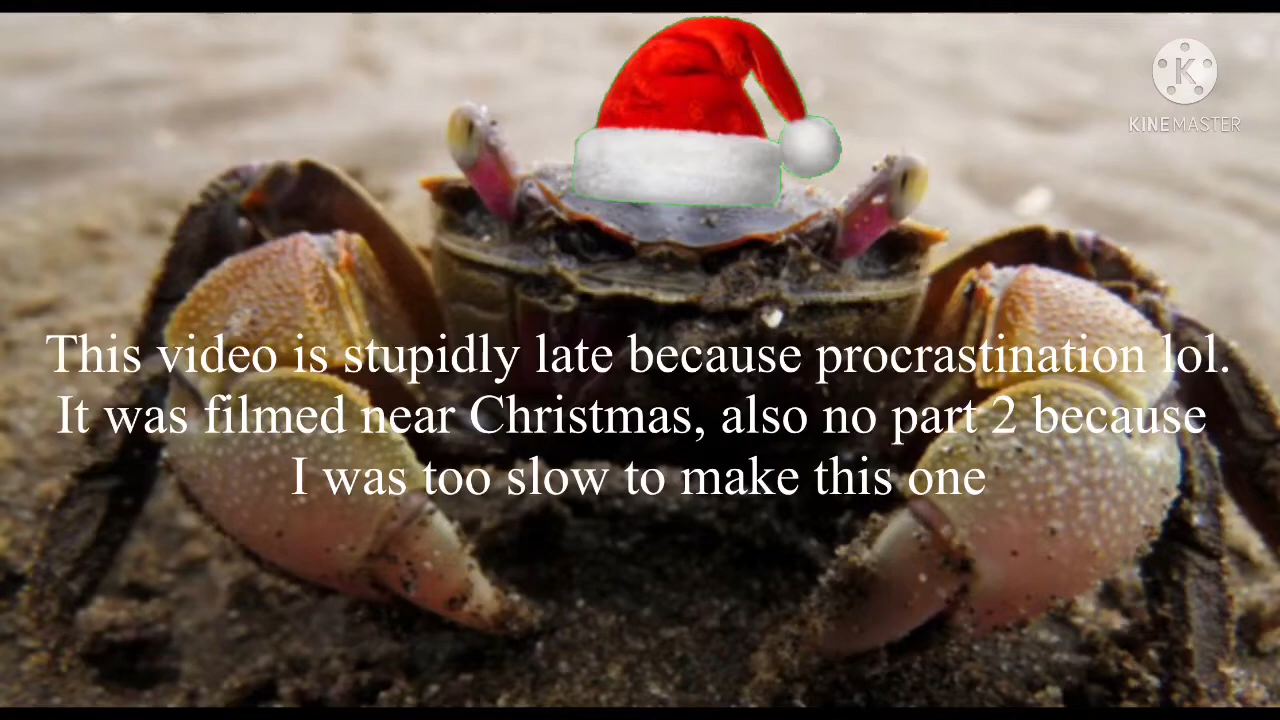 K
KINEMASTER
This video is stupidly late because procrastination lol.
It was filmed near Christmas, also no part 2 because
I was too slow to make this one